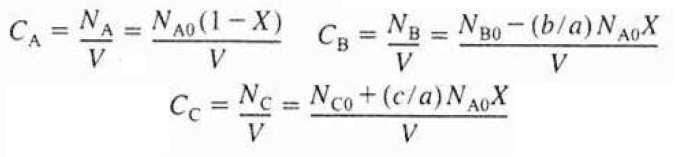 C_A = N_A/V = N_A0(1 − X)/V    C_B = N_B/V = N_B0 − (b/a) N_A0X/V
C_C = N_C/V = N_C0 + (c/a) N_A0X/V